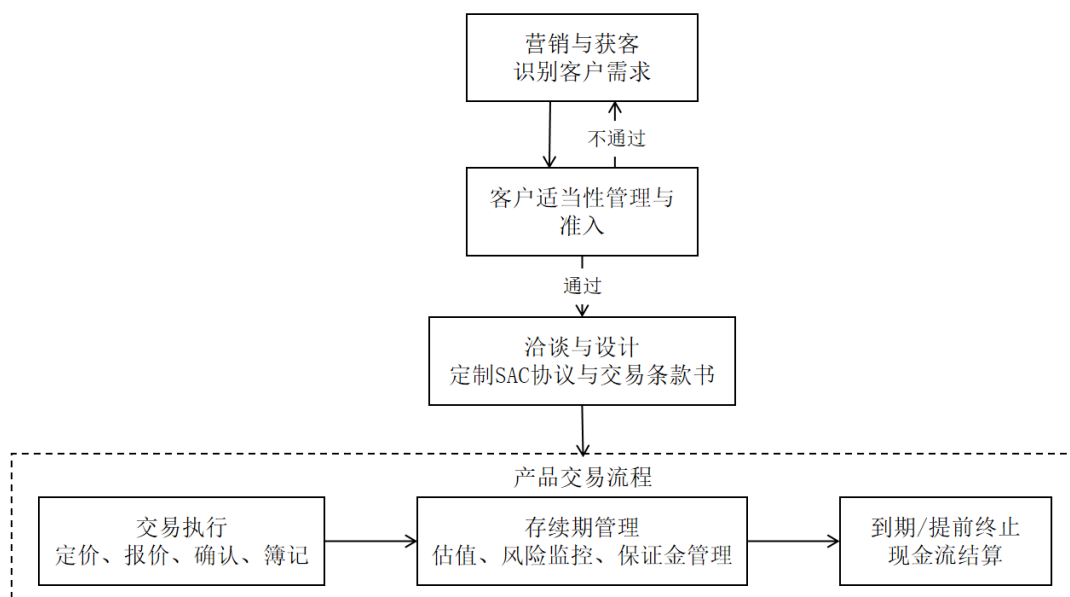 营销与获客
识别客户需求
不通过
客户适当性管理与
准入
通过
洽谈与设计
定制SAC协议与交易条款书
产品交易流程
交易执行
定价、报价、确认、簿记
存续期管理
估值、风险监控、保证金管理
到期/提前终止
现金流结算